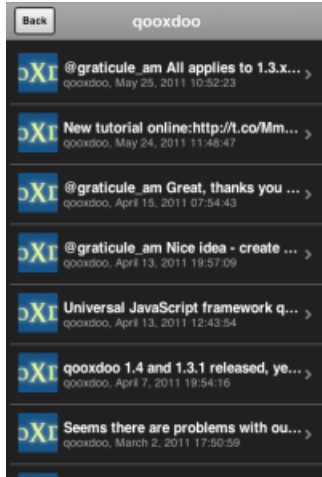 Back
qooxdoo
@graticule_am All applies to 1.3.x...
qooxdoo, May 25, 2011 10:52:23
New tutorial online:http://t.co/Mm...
qooxdoo, May 24, 2011 11:48:47
@graticule_am Great, thanks you ...
qooxdoo, April 15, 2011 07:54:43
@graticule_am Nice idea - create ...
qooxdoo, April 13, 2011 19:57:09
Universal JavaScript framework q...
qooxdoo, April 13, 2011 12:43:54
qooxdoo 1.4 and 1.3.1 released, ye...
qooxdoo, April 7, 2011 19:54:16
Seems there are problems with ou...
qooxdoo, March 2, 2011 17:50:59